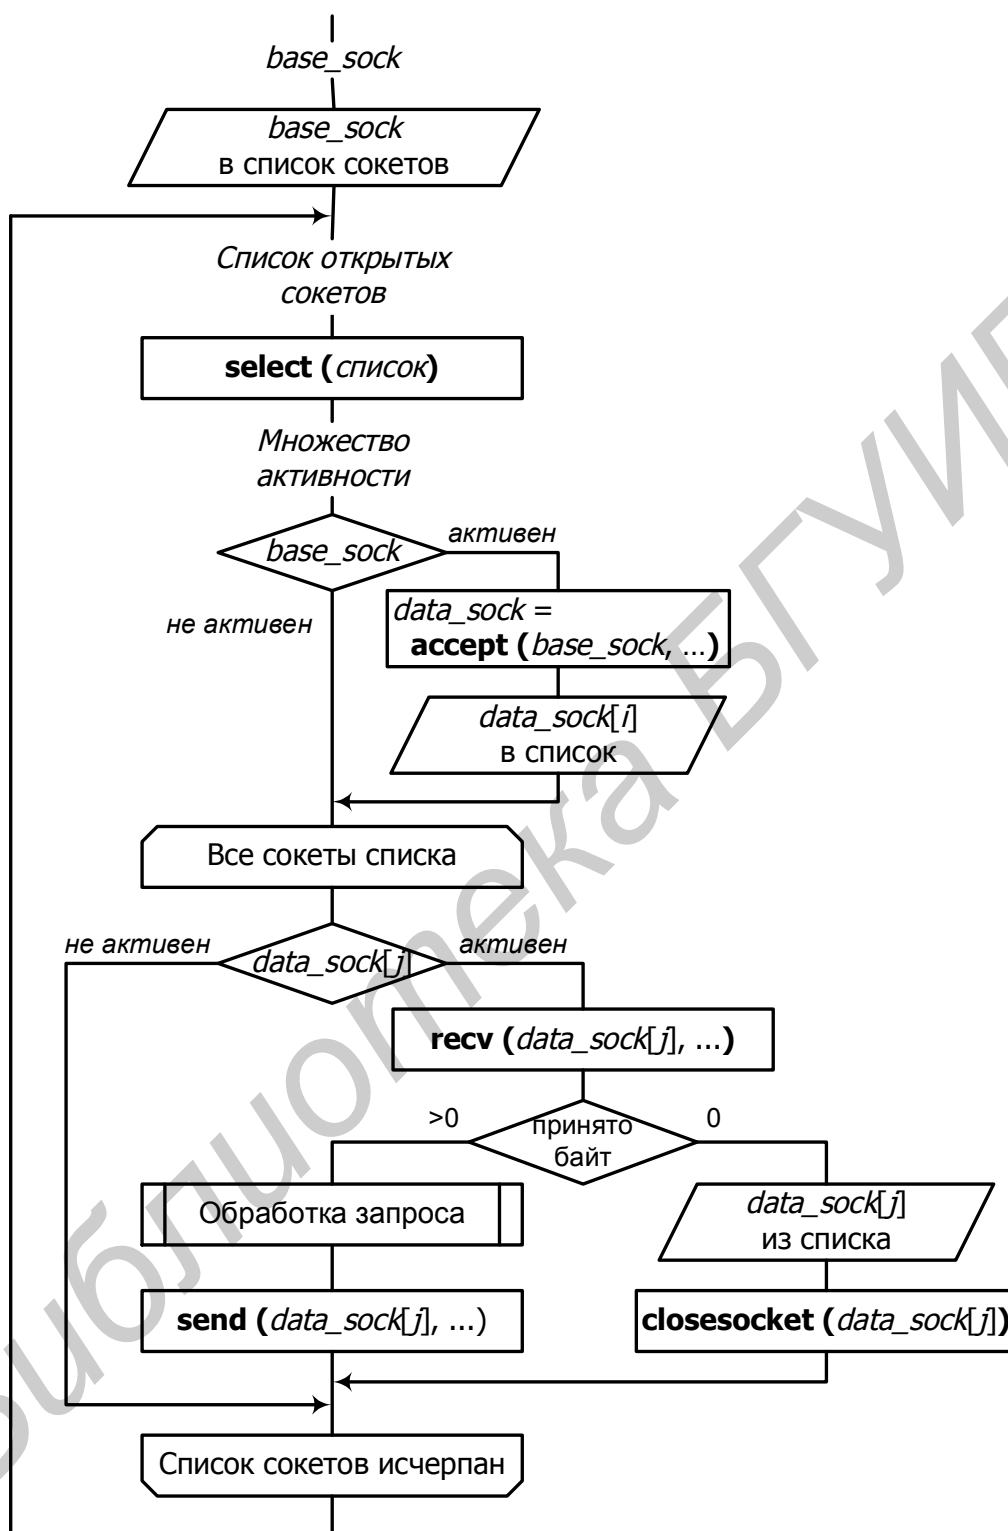 base_sock
base_sock
в список сокетов
Список открытых
сокетов
select (список)
Множество
активности
base_sock
активен
не активен
data_sock =
accept (base_sock, ...)
data_sock[i]
в список
Все сокеты списка
не активен
data_sock[j]
активен
recv (data_sock[j], ...)
>0
принято
байт
0
Обработка запроса
data_sock[j]
из списка
send (data_sock[j], ...)
closesocket (data_sock[j])
Список сокетов исчерпан
Библиотека БГУИР